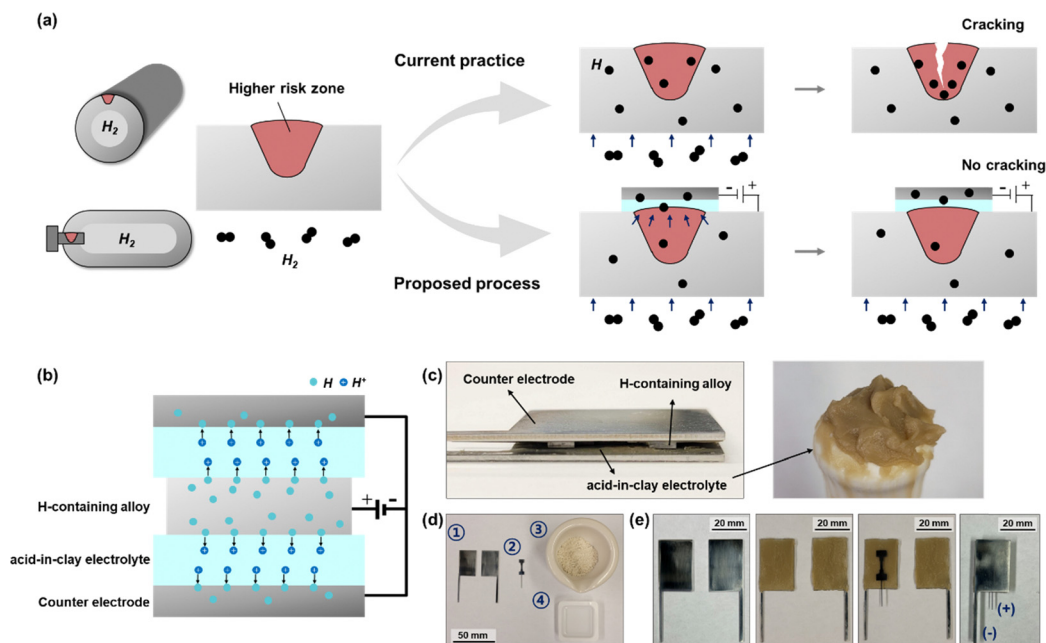 (a)
H₂
Higher risk zone
H₂
H₂
Current practice
Proposed process
H
Cracking
No cracking
- +
- +
(b)
H H⁺
H-containing alloy
+ -
acid-in-clay electrolyte
Counter electrode
(c)
Counter electrode
H-containing alloy
acid-in-clay electrolyte
(d)
①
②
③
④
50 mm
(e)
20 mm
20 mm
20 mm
20 mm
(+)
(-)